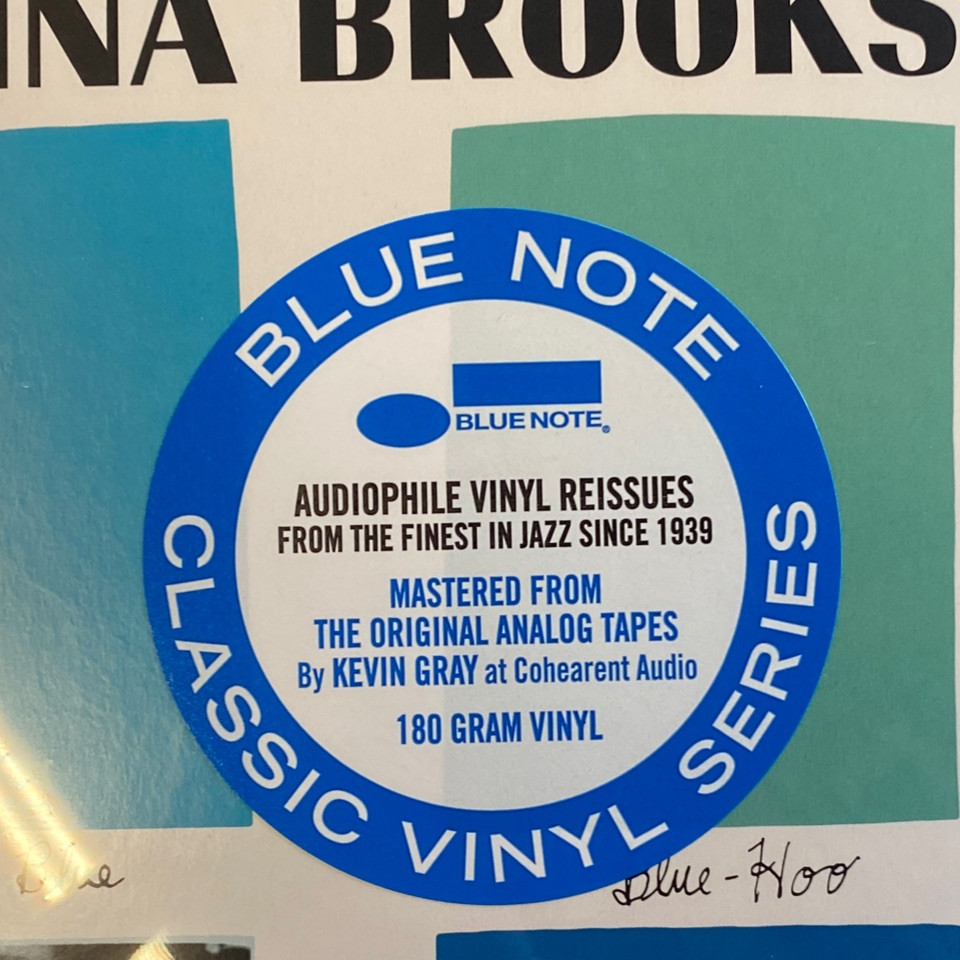 INA BROOKS
BLUE NOTE
BLUE NOTE®
AUDIOPHILE VINYL REISSUES
FROM THE FINEST IN JAZZ SINCE 1939
MASTERED FROM
THE ORIGINAL ANALOG TAPES
By KEVIN GRAY at Cohearent Audio
180 GRAM VINYL
CLASSIC VINYL SERIES
Blue
Blue-Hoo